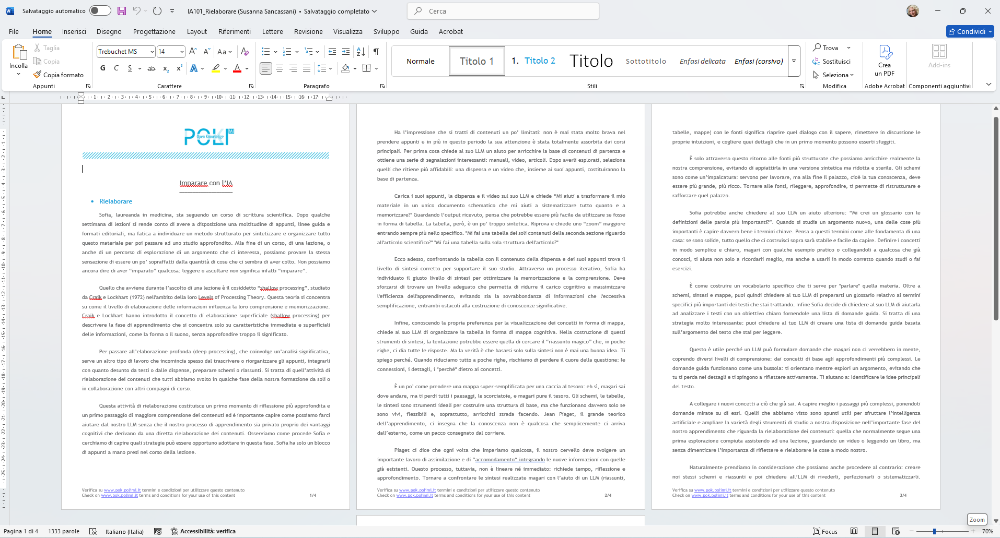 Salvataggio automatico
IA101_Rielaborare (Susanna Sancassani) • Salvataggio completato
Cerca
File Home Inserisci Disegno Progettazione Layout Riferimenti Lettere Revisione Visualizza Sviluppo Guida Acrobat
Condividi
Incolla
Taglia
Copia
Copia formato
Appunti
Trebuchet MS 14
G C S ab x₂ x²
Carattere
Paragrafo
Normale
Titolo 1
1. Titolo 2
Titolo
Sottotitolo
Enfasi delicata
Enfasi (corsivo)
Stili
Trova
Sostituisci
Seleziona
Modifica
Crea
un PDF
Adobe Acrobat
Add-ins
Componenti aggiuntivi
POLI MI
Open Knowledge
Imparare con l’IA
• Rielaborare
Sofia, laureanda in medicina, sta seguendo un corso di scrittura scientifica. Dopo qualche
settimana di lezioni si rende conto di avere a disposizione una moltitudine di appunti, linee guida e
formati editoriali, ma fatica a individuare un metodo strutturato per sintetizzare e organizzare tutto
questo materiale per poi passare ad uno studio approfondito. Alla fine di un corso, di una lezione, o
anche di un percorso di esplorazione di un argomento che ci interessa, possiamo provare la stessa
sensazione di essere un po’ sopraffatti dalla quantità di cose che ci sembra di aver colto. Non possiamo
ancora dire di aver “imparato” qualcosa: leggere o ascoltare non significa infatti “imparare”.
Quello che avviene durante l’ascolto di una lezione è il cosiddetto “shallow processing”, studiato
da Craik e Lockhart (1972) nell'ambito della loro Levels of Processing Theory. Questa teoria si concentra
su come il livello di elaborazione delle informazioni influenza la loro comprensione e memorizzazione.
Craik e Lockhart hanno introdotto il concetto di elaborazione superficiale (shallow processing) per
descrivere la fase di apprendimento che si concentra solo su caratteristiche immediate e superficiali
delle informazioni, come la forma o il suono, senza approfondire troppo il significato.
Per passare all’elaborazione profonda (deep processing), che coinvolge un’analisi significativa,
serve un altro tipo di lavoro che incomincia spesso dal trascrivere o riorganizzare gli appunti, integrarli
con quanto desunto da testi o dalle dispense, preparare schemi o riassunti. Si tratta di quell’attività di
rielaborazione dei contenuti che tutti abbiamo svolto in qualche fase della nostra formazione da soli o
in collaborazione con altri compagni di corso.
Questa attività di rielaborazione costituisce un primo momento di riflessione più approfondita e
un primo passaggio di maggiore comprensione dei contenuti ed è importante capire come possiamo farci
aiutare dal nostro LLM senza che il nostro processo di apprendimento sia privato proprio dei vantaggi
cognitivi che derivano da una diretta rielaborazione dei contenuti. Osserviamo come procede Sofia e
cerchiamo di capire quali strategie può essere opportuno adottare in questa fase. Sofia ha solo un blocco
di appunti a mano presi nel corso della lezione.
Verifica su www.pok.polimi.it termini e condizioni per utilizzare questo contenuto
Check on www.pok.polimi.it terms and conditions for your use of this content 1/4
Ha l’impressione che si tratti di contenuti un po’ limitati: non è mai stata molto brava nel
prendere appunti e in più in questo periodo la sua attenzione è stata totalmente assorbita dai corsi
principali. Per prima cosa chiede al suo LLM un aiuto per arricchire la base di contenuti di partenza e
ottiene una serie di segnalazioni interessanti: manuali, video, articoli. Dopo averli esplorati, seleziona
quelli che ritiene più affidabili: una dispensa e un video che, insieme ai suoi appunti, costituiranno la
base di partenza.
Carica i suoi appunti, la dispensa e il video sul suo LLM e chiede “Mi aiuti a trasformare il mio
materiale in un unico documento schematico che mi aiuti a sistematizzare tutto quanto e a
memorizzare?" Guardando l’output ricevuto, pensa che potrebbe essere più facile da utilizzare se fosse
in forma di tabella. La tabella, però, è un po’ troppo sintetica. Riprova e chiede uno “zoom” maggiore
entrando sempre più nello specifico. "Mi fai una tabella dei soli contenuti della seconda sezione riguardo
all'articolo scientifico?" "Mi fai una tabella sulla sola struttura dell'articolo?"
Ecco adesso, confrontando la tabella con il contenuto della dispensa e dei suoi appunti trova il
livello di sintesi corretto per supportare il suo studio. Attraverso un processo iterativo, Sofia ha
individuato il giusto livello di sintesi per ottimizzare la memorizzazione e la comprensione. Deve
sforzarsi di trovare un livello adeguato che permetta di ridurre il carico cognitivo e massimizzare
l'efficienza dell'apprendimento, evitando sia la sovrabbondanza di informazioni che l'eccessiva
semplificazione, entrambi ostacoli alla costruzione di conoscenze significative.
Infine, conoscendo la propria preferenza per la visualizzazione dei concetti in forma di mappa,
chiede al suo LLM di organizzare la tabella in forma di mappa cognitiva. Nella costruzione di questi
strumenti di sintesi, la tentazione potrebbe essere quella di cercare il “riassunto magico” che, in poche
righe, ci dia tutte le risposte. Ma la verità è che basarsi solo sulla sintesi non è mai una buona idea. Ti
spiego perché. Quando riduciamo tutto a poche righe, rischiamo di perdere il cuore della questione: le
connessioni, i dettagli, i "perché" dietro ai concetti.
È un po’ come prendere una mappa super-semplificata per una caccia al tesoro: eh sì, magari sai
dove andare, ma ti perdi tutti i paesaggi, le scorciatoie, e magari pure il tesoro. Gli schemi, le tabelle,
le sintesi sono strumenti ideali per costruire una struttura di base, ma che funzionano davvero solo se
sono vivi, flessibili e, soprattutto, arricchiti strada facendo. Jean Piaget, il grande teorico
dell’apprendimento, ci insegna che la conoscenza non è qualcosa che semplicemente ci arriva
dall’esterno, come un pacco consegnato dal corriere.
Piaget ci dice che ogni volta che impariamo qualcosa, il nostro cervello deve svolgere un
importante lavoro di assimilazione e di “accomodamento“ integrando le nuove informazioni con quelle
già esistenti. Questo processo, tuttavia, non è lineare né immediato: richiede tempo, riflessione e
approfondimento. Tornare a confrontare le sintesi realizzate magari con l’aiuto di un LLM (riassunti,
Verifica su www.pok.polimi.it termini e condizioni per utilizzare questo contenuto
Check on www.pok.polimi.it terms and conditions for your use of this content 2/4
tabelle, mappe) con le fonti significa riaprire quel dialogo con il sapere, rimettere in discussione le
proprie intuizioni, e cogliere quei dettagli che in un primo momento possono esserti sfuggiti.
È solo attraverso questo ritorno alle fonti più strutturate che possiamo arricchire realmente la
nostra comprensione, evitando di appiattirla in una versione sintetica ma ridotta e sterile. Gli schemi
sono come un’impalcatura: servono per lavorare, ma alla fine il palazzo, cioè la tua conoscenza, deve
essere più grande, più ricco. Tornare alle fonti, rileggere, approfondire, ti permette di ristrutturare e
rafforzare quel palazzo.
Sofia potrebbe anche chiedere al suo LLM un aiuto ulteriore: “Mi crei un glossario con le
definizioni delle parole più importanti?”. Quando si studia un argomento nuovo, una delle cose più
importanti è capire davvero bene i termini chiave. Pensa a questi termini come alle fondamenta di una
casa: se sono solide, tutto quello che ci costruisci sopra sarà stabile e facile da capire. Definire i concetti
in modo semplice e chiaro, magari con qualche esempio pratico o collegandoli a qualcosa che già
conosci, ti aiuta non solo a ricordarli meglio, ma anche a usarli in modo corretto quando studi o fai
esercizi.
È come costruire un vocabolario specifico che ti serve per "parlare" quella materia. Oltre a
schemi, sintesi e mappe, puoi quindi chiedere al tuo LLM di prepararti un glossario relativo ai termini
specifici più importanti dei testi che stai trattando. Infine Sofia decide di chiedere al suo LLM di aiutarla
ad analizzare i testi con un obiettivo chiaro fornendole una lista di domande guida. Si tratta di una
strategia molto interessante: puoi chiedere al tuo LLM di creare una lista di domande guida basata
sull’argomento del testo che stai per leggere.
Questo è utile perché un LLM può formulare domande che magari non ci verrebbero in mente,
coprendo diversi livelli di comprensione: dai concetti di base agli approfondimenti più complessi. Le
domande guida funzionano come una bussola: ti orientano mentre esplori un argomento, evitando che
tu ti perda nei dettagli e ti spingono a riflettere attivamente. Ti aiutano a: Identificare le idee principali
del testo.
A collegare i nuovi concetti a ciò che già sai. A capire meglio i passaggi più complessi, ponendoti
domande mirate su di essi. Quelli che abbiamo visto sono spunti utili per sfruttare l’intelligenza
artificiale e ampliare la varietà degli strumenti di studio a nostra disposizione nell’importante fase del
nostro apprendimento che riguarda la rielaborazione dei contenuti: quella che normalmente segue una
prima esplorazione compiuta assistendo ad una lezione, guardando un video o leggendo un libro, ma
senza dimenticare l’importanza di riflettere e rielaborare le cose a modo nostro.
Naturalmente prendiamo in considerazione che possiamo anche procedere al contrario: creare
noi stessi schemi e riassunti e poi chiedere all’LLM di rivederli, perfezionarli o sistematizzarli.
Verifica su www.pok.polimi.it termini e condizioni per utilizzare questo contenuto
Check on www.pok.polimi.it terms and conditions for your use of this content 3/4
Zoom
Pagina 1 di 4 1333 parole Italiano (Italia) Accessibilità: verifica
Focus 70%